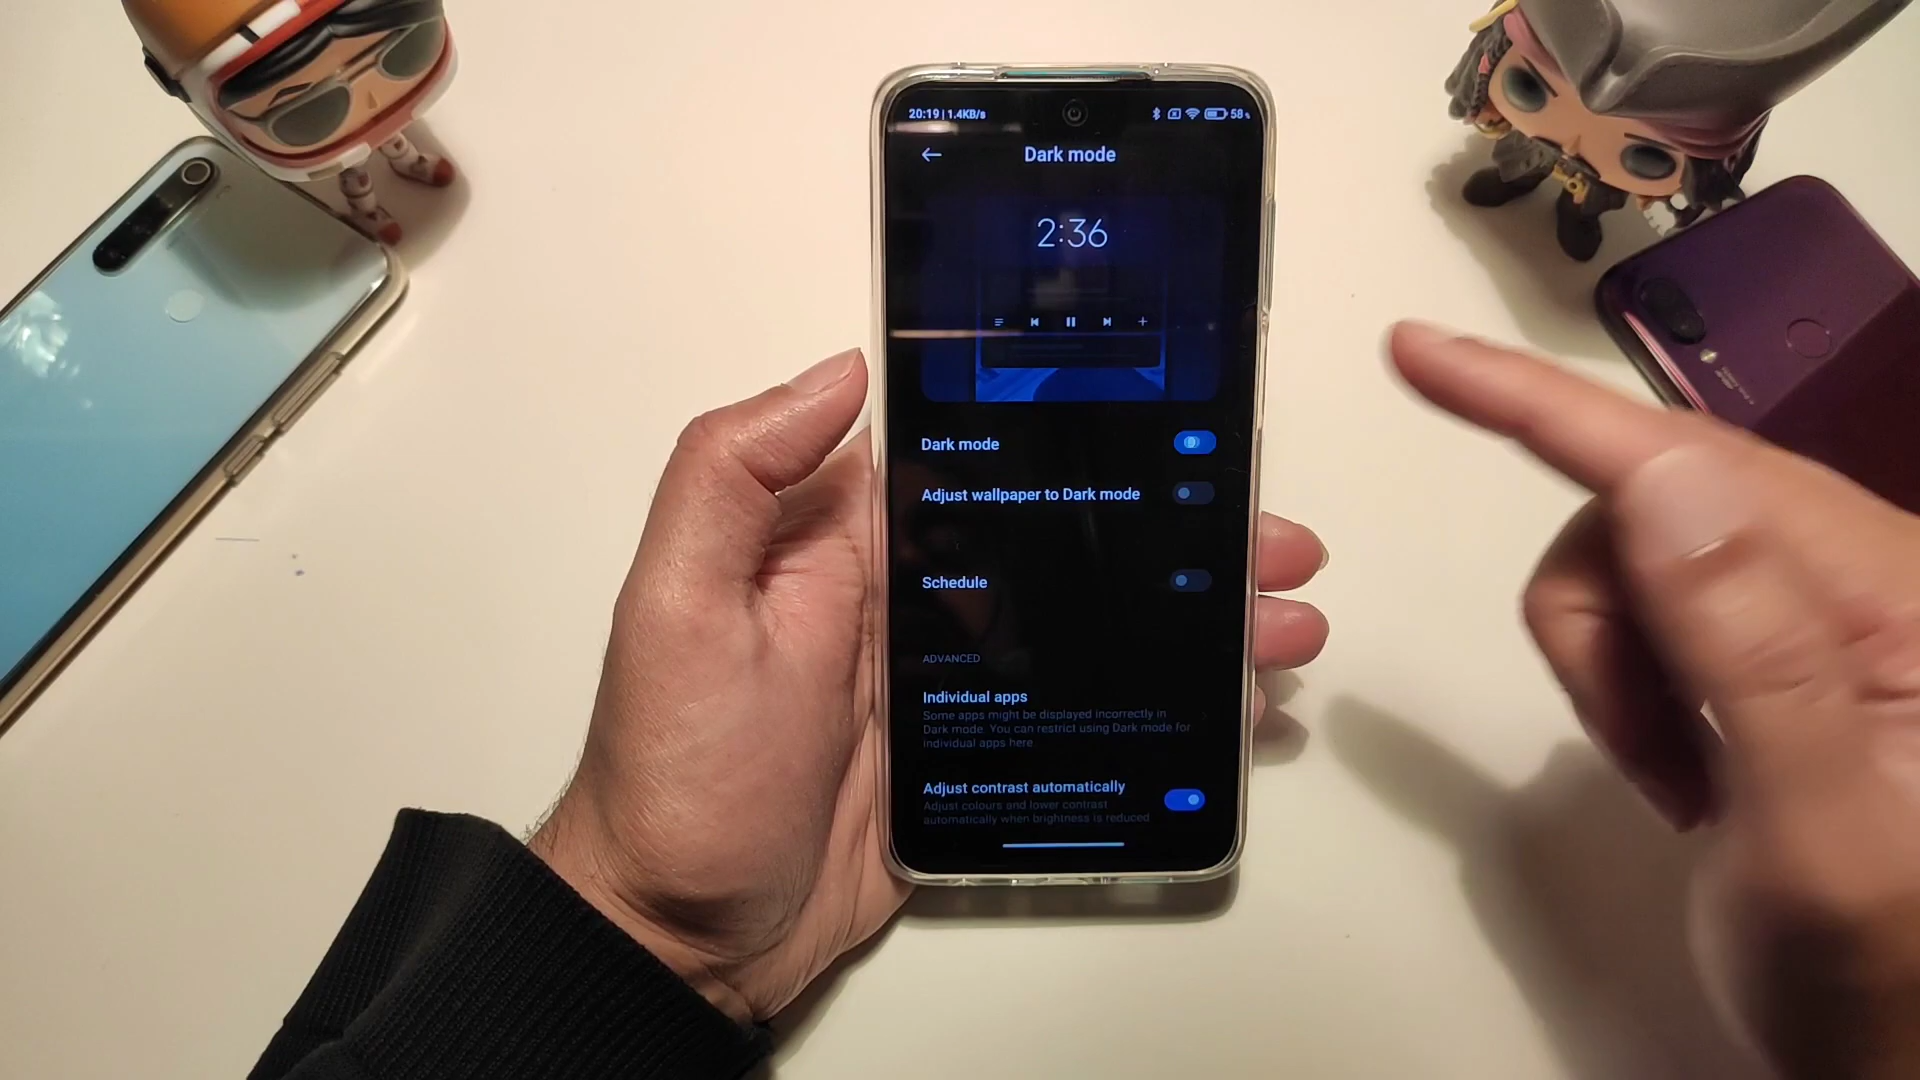 20:19 | 1.4KB/s
58
Dark mode
2:36
Dark mode
Adjust wallpaper to Dark mode
Schedule
ADVANCED
Individual apps
Some apps might be displayed incorrectly in
Dark mode. You can restrict using Dark mode for
individual apps here
Adjust contrast automatically
Adjust colours and lower contrast
automatically when brightness is reduced